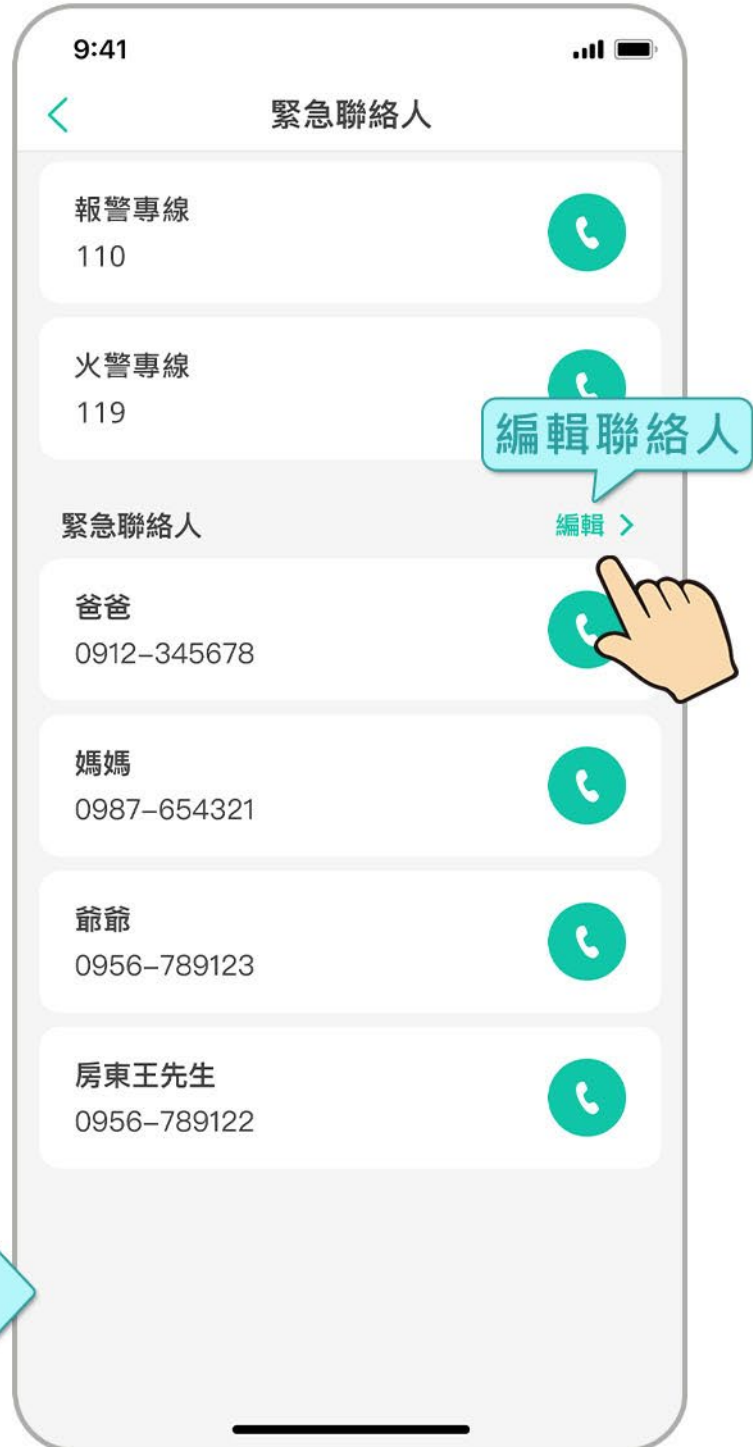 9:41
緊急聯絡人
報警專線
110
火警專線
119
編輯聯絡人
緊急聯絡人
編輯 >
爸爸
0912–345678
媽媽
0987–654321
爺爺
0956–789123
房東王先生
0956–789122